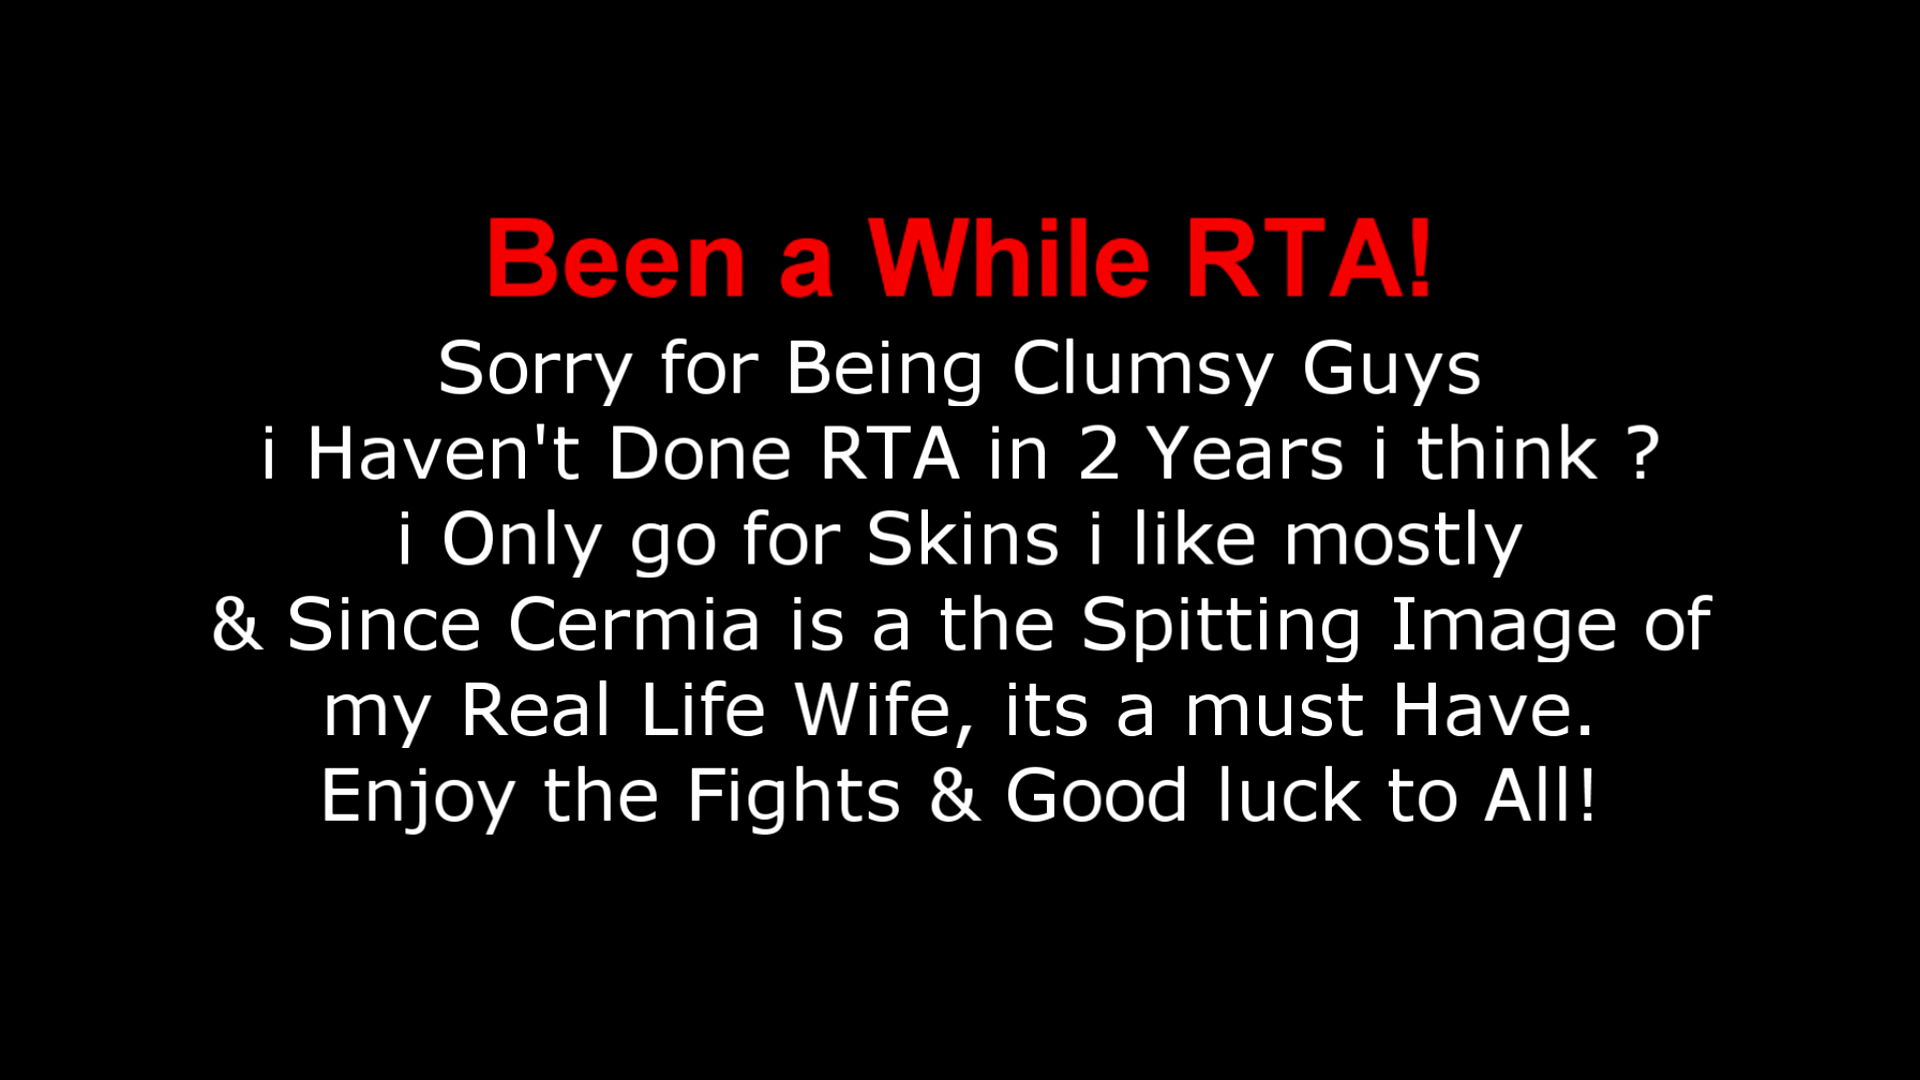 Been a While RTA!
Sorry for Being Clumsy Guys
i Haven't Done RTA in 2 Years i think ?
i Only go for Skins i like mostly
& Since Cermia is a the Spitting Image of
my Real Life Wife, its a must Have.
Enjoy the Fights & Good luck to All!